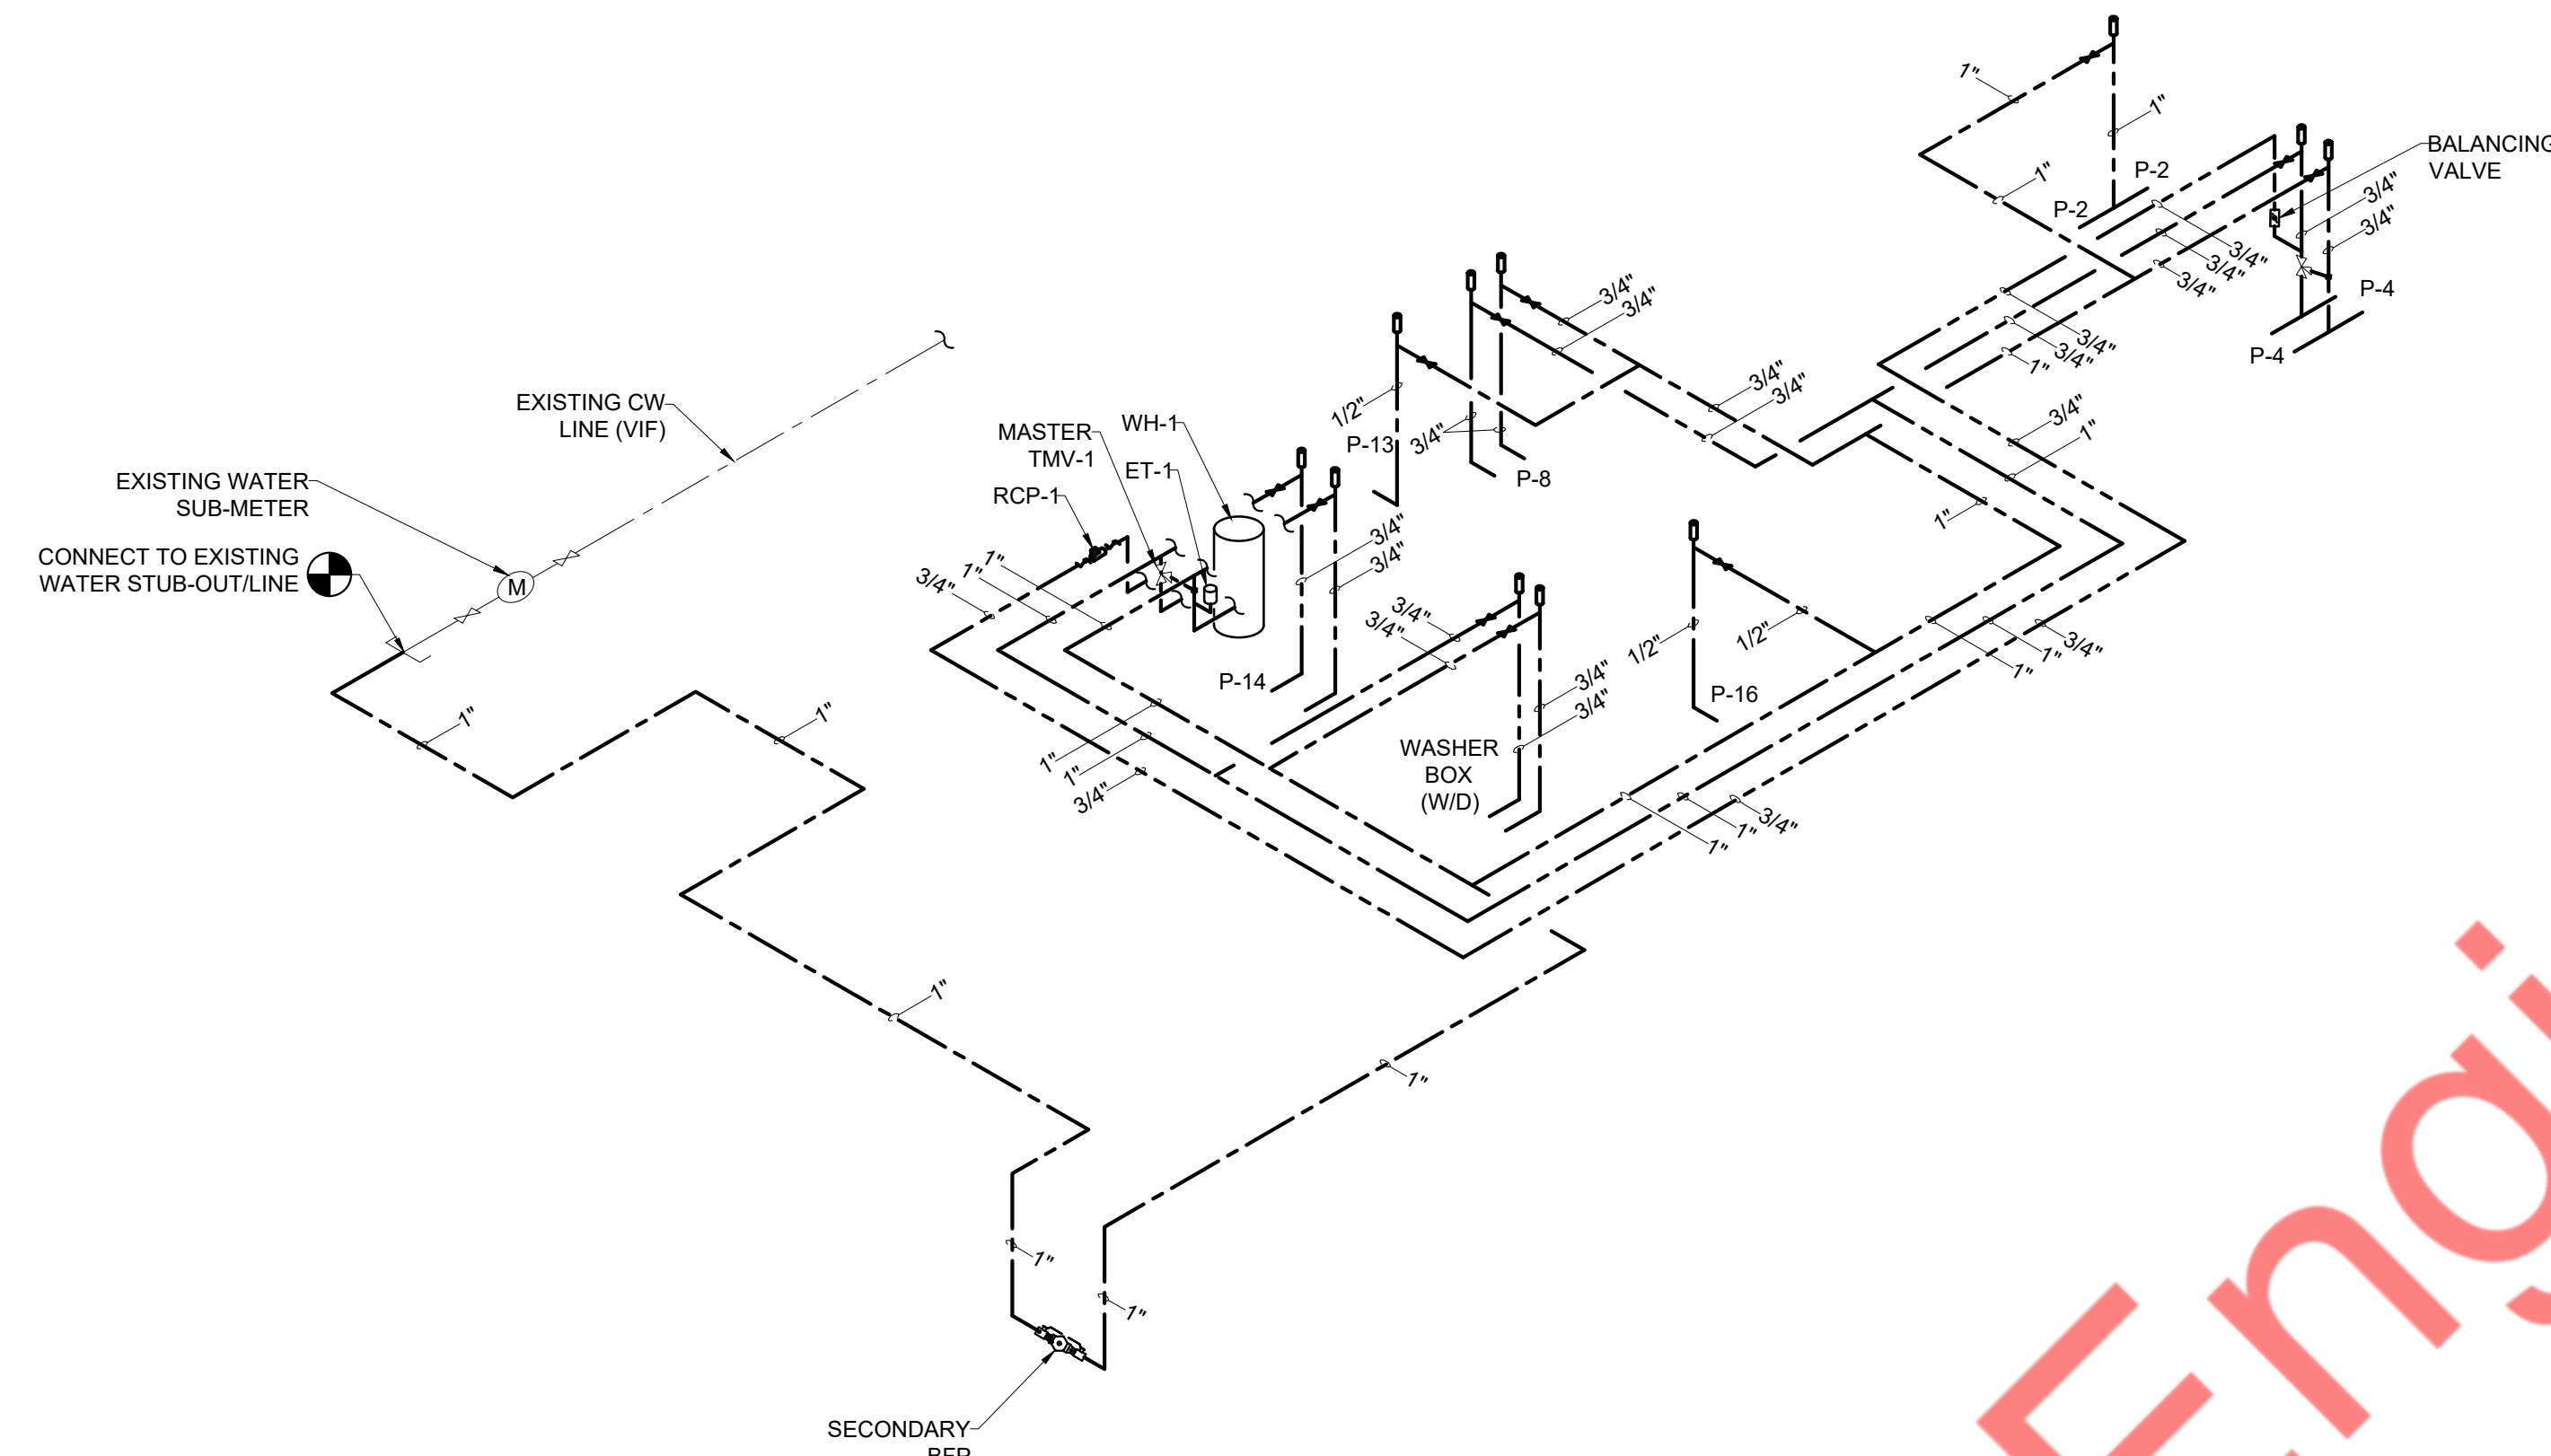 1"
1"
P-2
P-2
BALANCING
VALVE
1"
3/4"
3/4"
3/4"
3/4"
3/4"
P-4
P-4
3/4"
3/4"
1"
3/4"
3/4"
3/4"
3/4"
1/2"
P-13
3/4"
P-8
3/4"
1"
1"
EXISTING CW
LINE (VIF)
EXISTING WATER
SUB-METER
CONNECT TO EXISTING
WATER STUB-OUT/LINE
M
MASTER
TMV-1
WH-1
ET-1
RCP-1
3/4"
1"
1"
3/4"
3/4"
P-14
3/4"
3/4"
1/2"
1/2"
P-16
3/4"
1"
1"
3/4"
3/4"
WASHER
BOX
(W/D)
1"
1"
3/4"
3/4"
1"
1"
1"
1"
1"
1"
1"
1"
SECONDARY
BFP
Engi